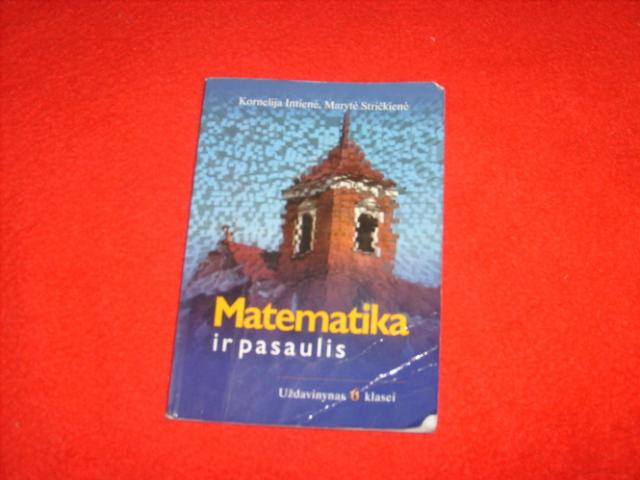 Kornelija Intienė, Marytė Stričkienė
Matematika
ir pasaulis
Uždavinynas 6 klasei